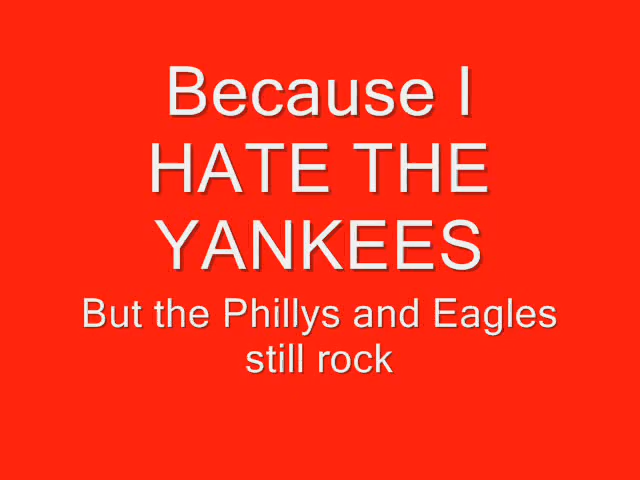 Because I
HATE THE
YANKEES
But the Phillys and Eagles
still rock